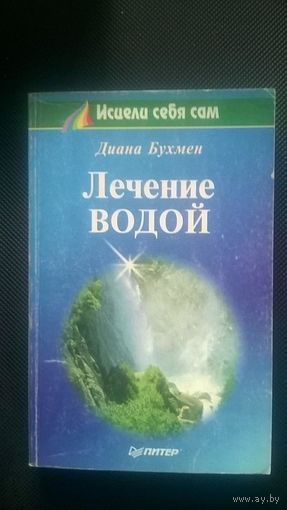 Исцели себя сам
Диана Бухмен
Лечение
ВОДОЙ
ПИТЕР
www.ay.by